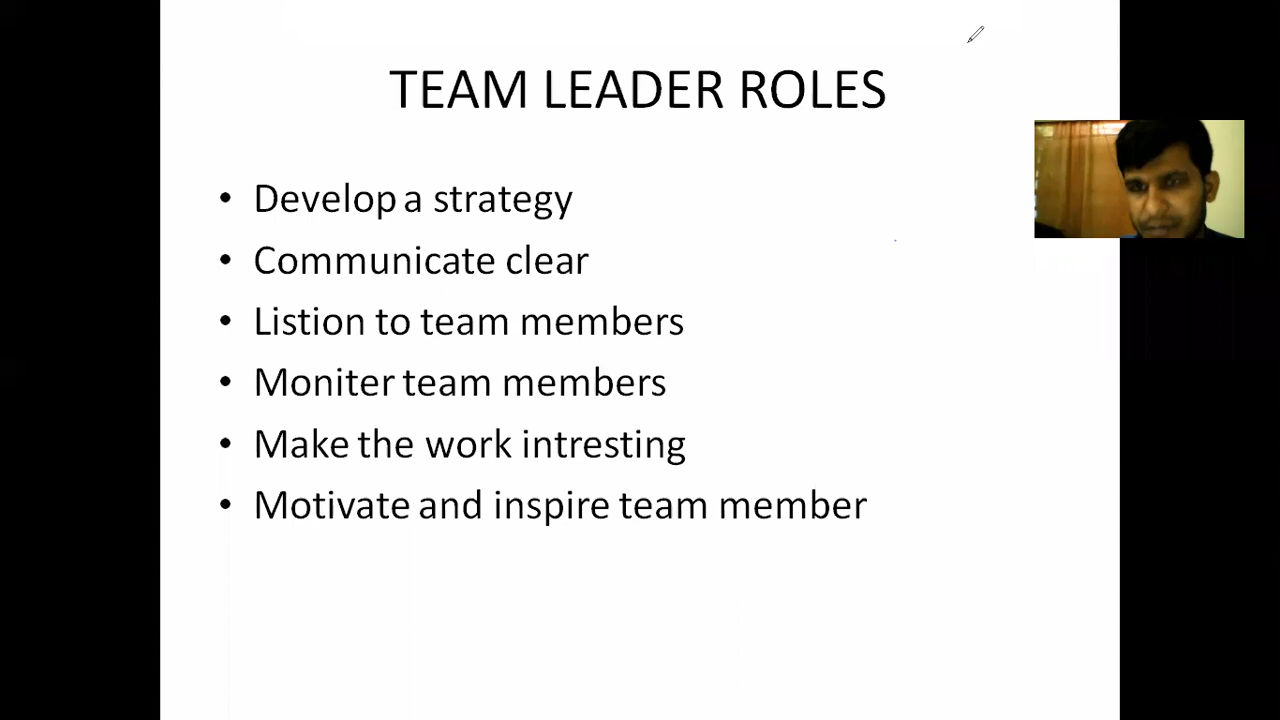 TEAM LEADER ROLES
• Develop a strategy
• Communicate clear
• Listion to team members
• Moniter team members
• Make the work intresting
• Motivate and inspire team member